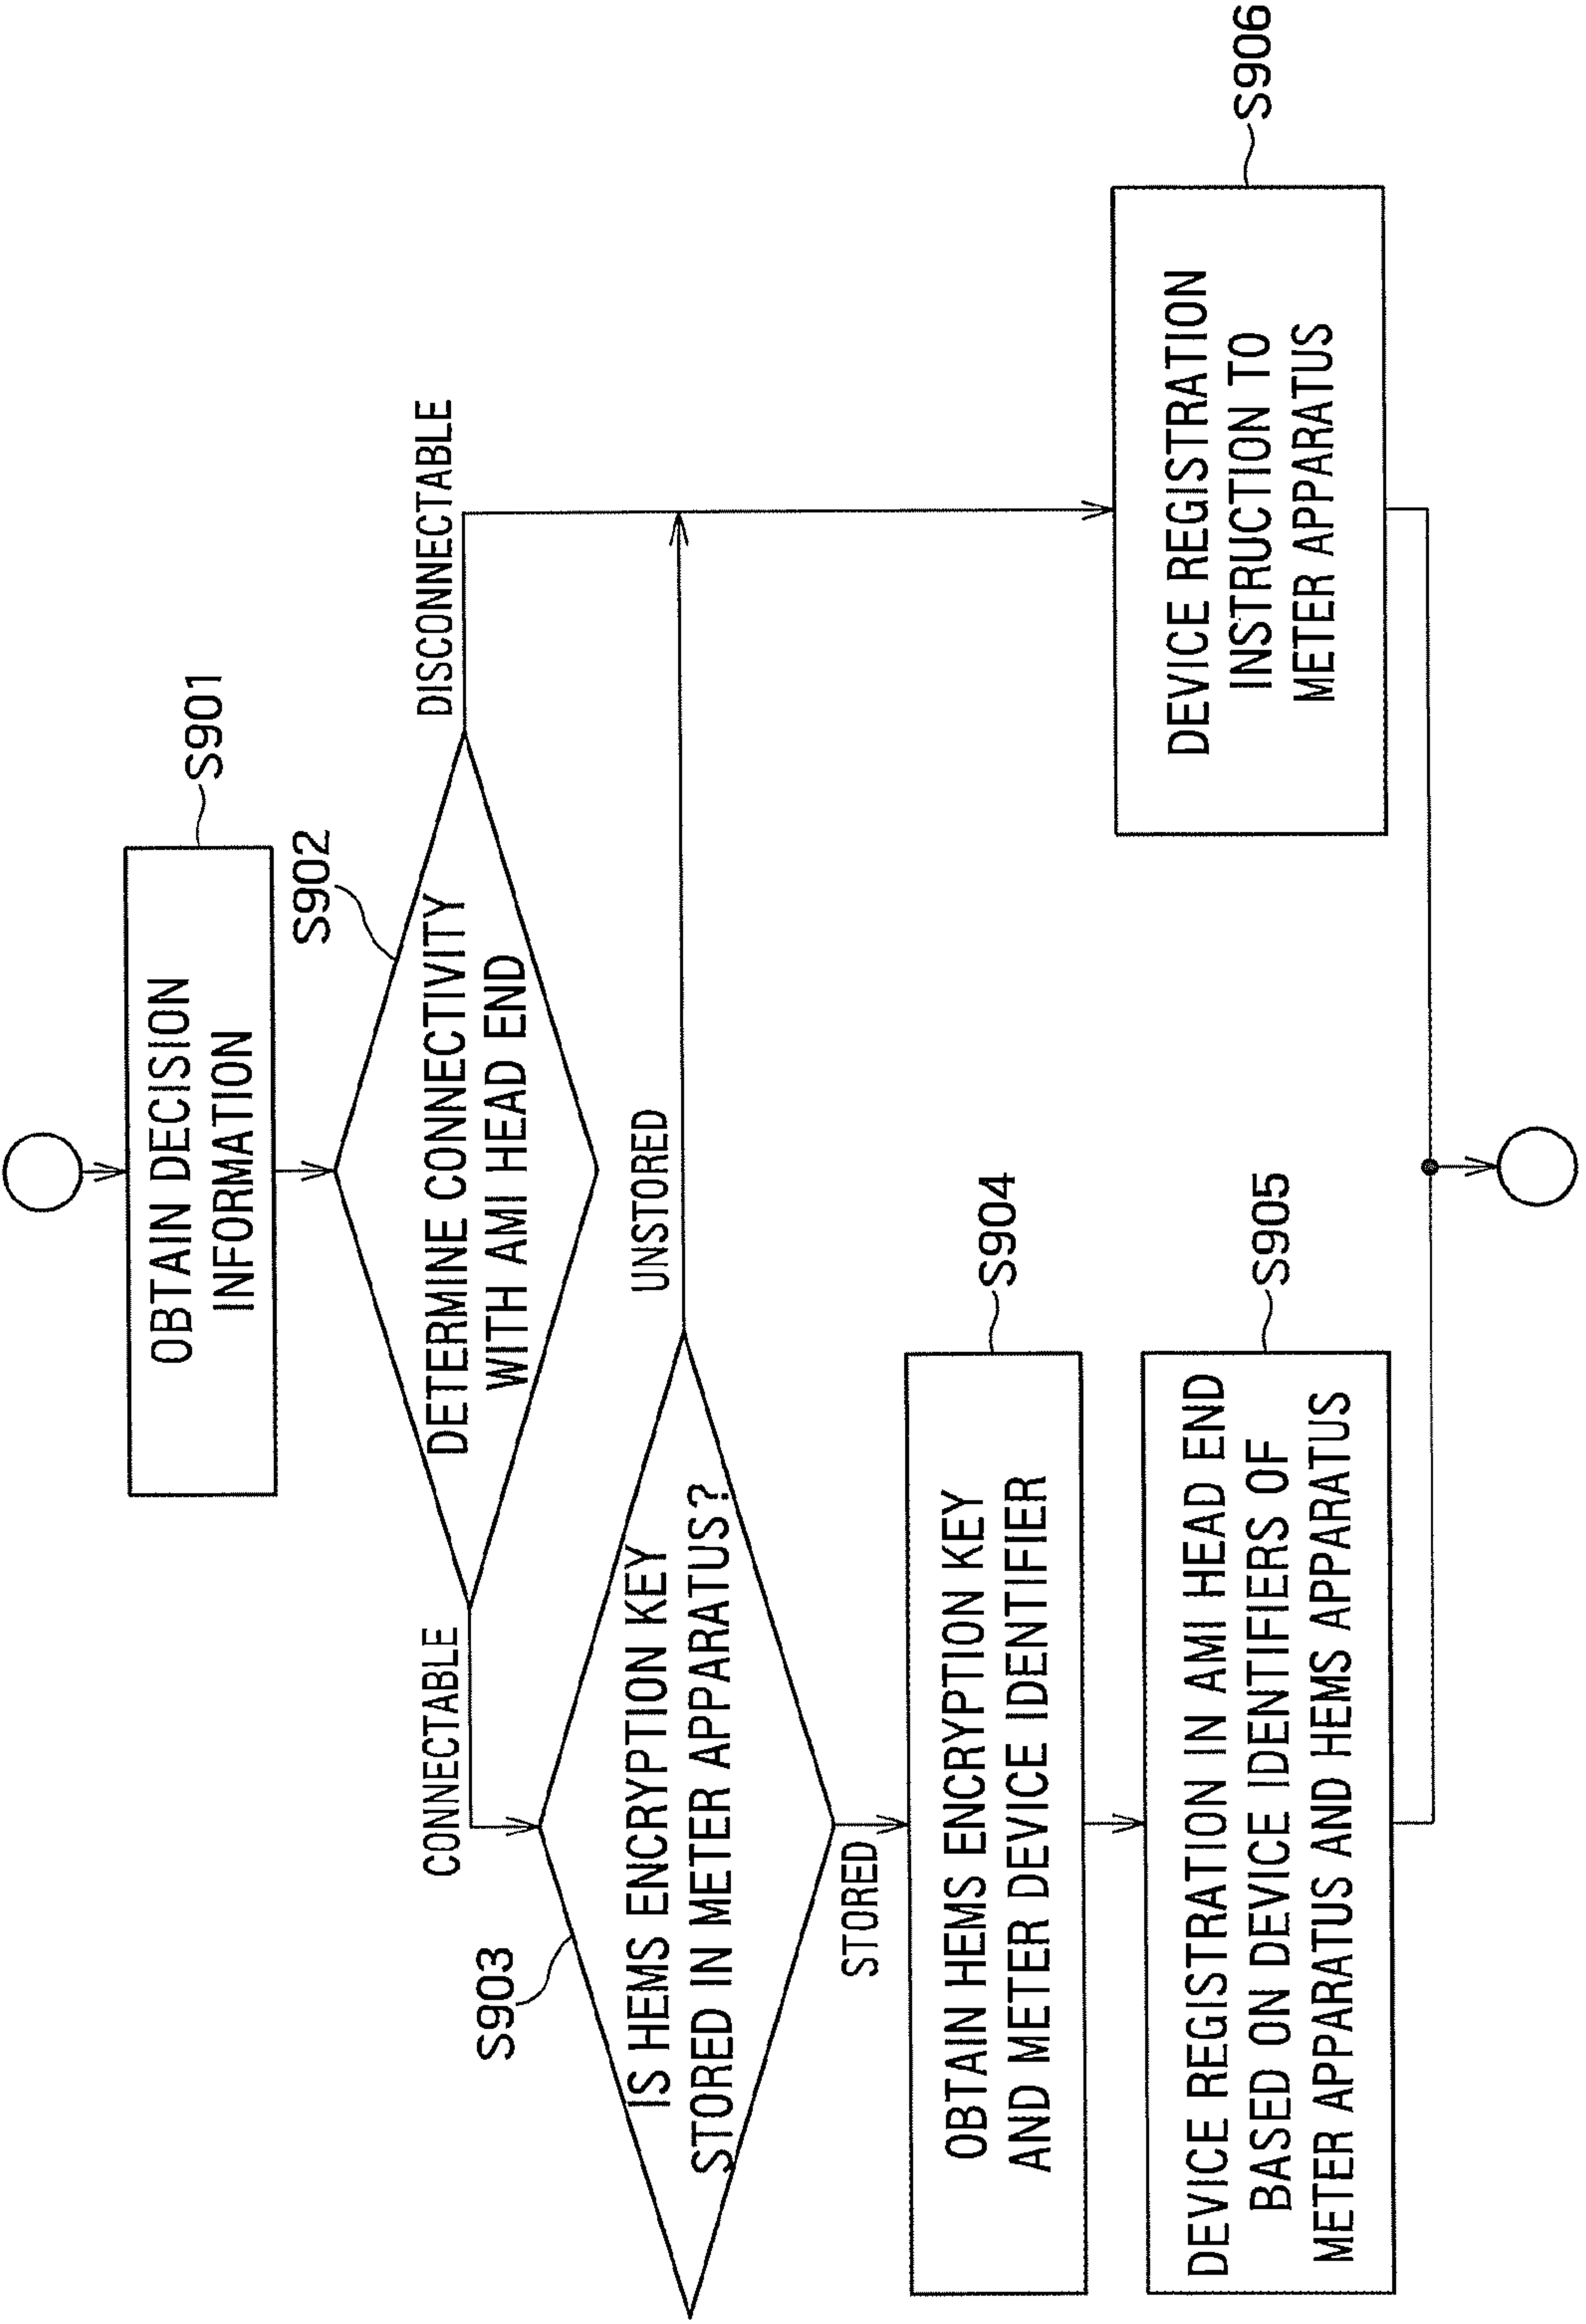 S901
OBTAIN DECISION
INFORMATION
S902
DETERMINE CONNECTIVITY
WITH AMI HEAD END
CONNECTABLE
DISCONNECTABLE
S903
IS HEMS ENCRYPTION KEY
STORED IN METER APPARATUS?
UNSTORED
STORED
S904
OBTAIN HEMS ENCRYPTION KEY
AND METER DEVICE IDENTIFIER
S905
DEVICE REGISTRATION IN AMI HEAD END
BASED ON DEVICE IDENTIFIERS OF
METER APPARATUS AND HEMS APPARATUS
S906
DEVICE REGISTRATION
INSTRUCTION TO
METER APPARATUS